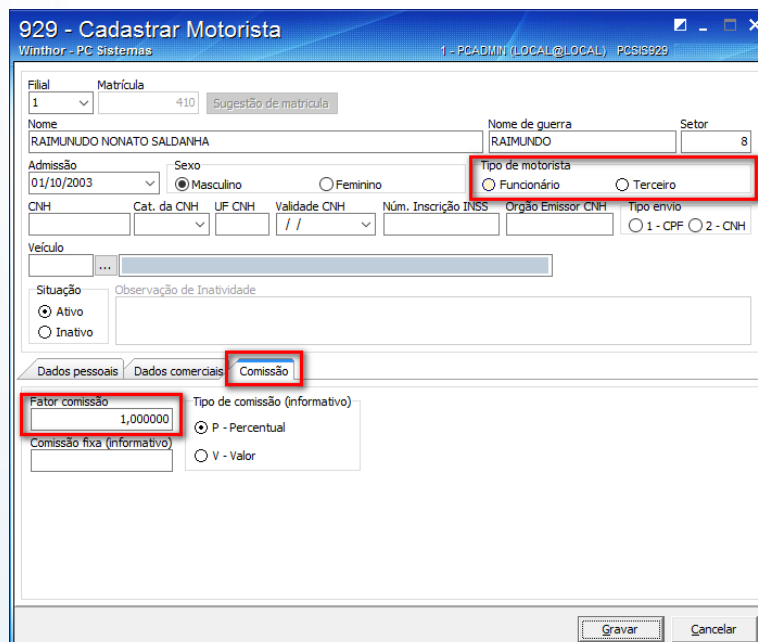 929 - Cadastrar Motorista
Winthor - PC Sistemas 1 - PCADMIN (LOCAL@LOCAL) PCSIS929
Filial Matrícula
1 410 Sugestão de matricula
Nome Nome de guerra Setor
RAIMUNUDO NONATO SALDANHA RAIMUNDO 8
Admissão Sexo Tipo de motorista
01/10/2003 Masculino Feminino Funcionário Terceiro
CNH Cat. da CNH UF CNH Validade CNH Núm. Inscrição INSS Orgão Emissor CNH Tipo envio
/ / 1 - CPF 2 - CNH
Veículo
...
Situação Observação de Inatividade
Ativo
Inativo
Dados pessoais Dados comerciais Comissão
Fator comissão Tipo de comissão (informativo)
1,000000 P - Percentual
Comissão fixa (informativo)
V - Valor
Gravar Cancelar